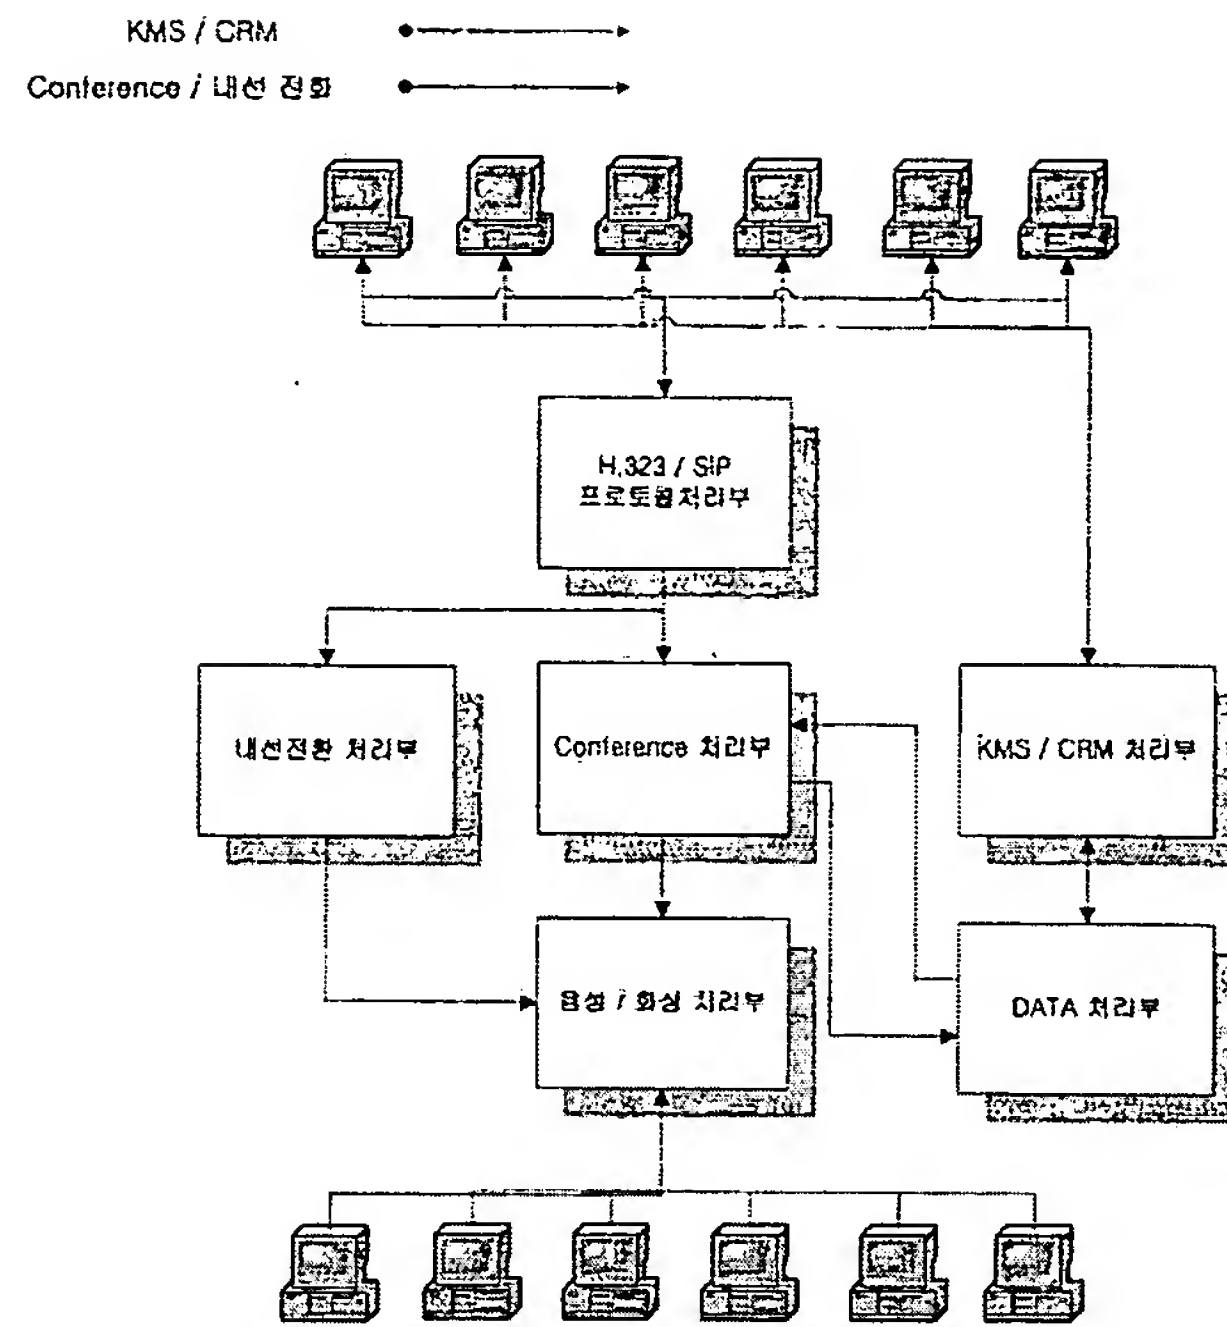 KMS / CRM
Conference / 내선 전화
H.323 / SIP
프로토콜처리부
내선전환 처리부
Conference 처리부
KMS / CRM 처리부
음성 / 화상 처리부
DATA 처리부